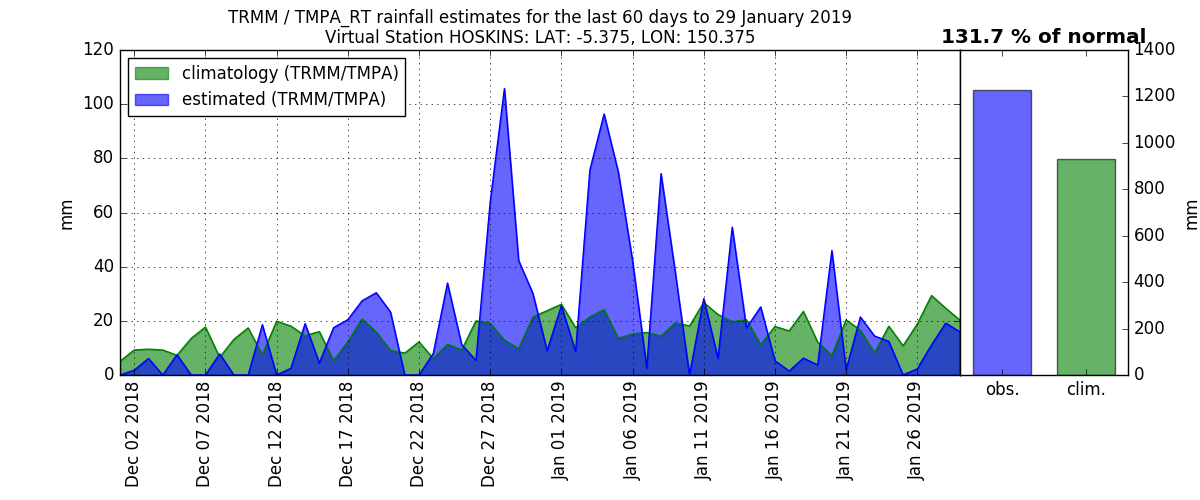 TRMM / TMPA_RT rainfall estimates for the last 60 days to 29 January 2019
Virtual Station HOSKINS: LAT: -5.375, LON: 150.375
131.7 % of normal
climatology (TRMM/TMPA)
estimated (TRMM/TMPA)
120
100
80
60
40
20
0
mm
Dec 02 2018
Dec 07 2018
Dec 12 2018
Dec 17 2018
Dec 22 2018
Dec 27 2018
Jan 01 2019
Jan 06 2019
Jan 11 2019
Jan 16 2019
Jan 21 2019
Jan 26 2019
obs.
clim.
1400
1200
1000
800
600
400
200
0
mm